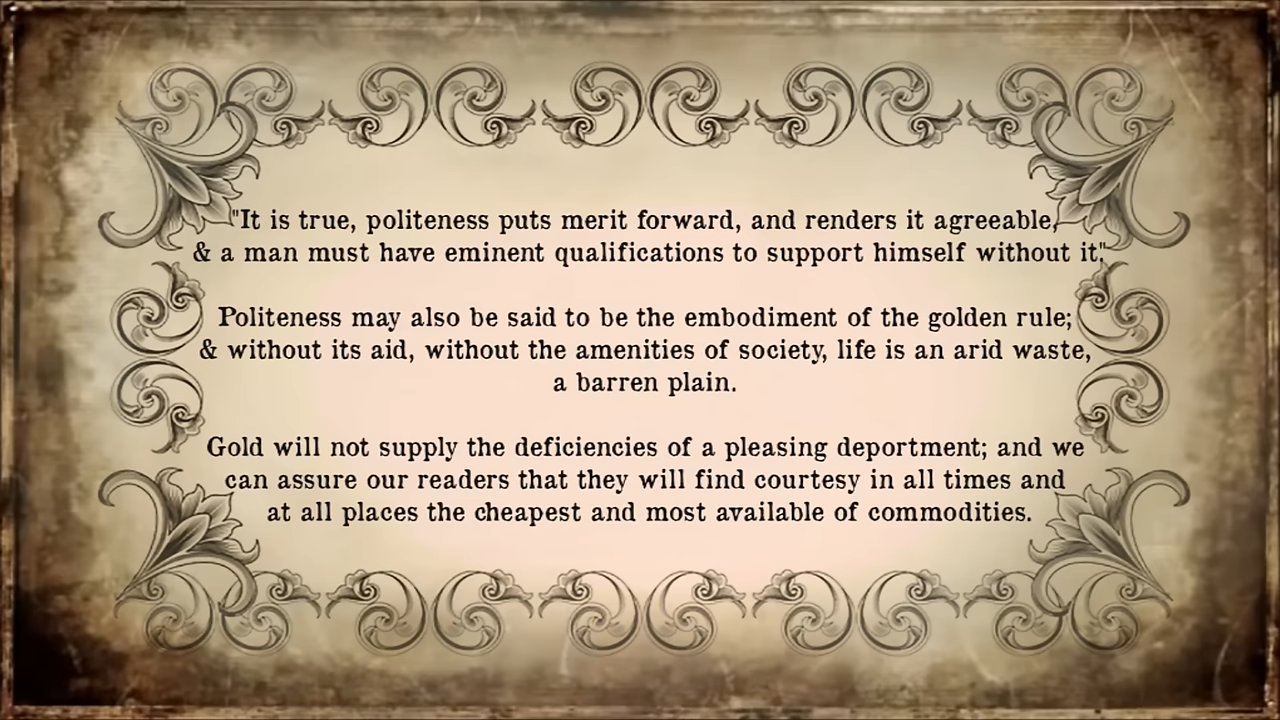 "It is true, politeness puts merit forward, and renders it agreeable,
& a man must have eminent qualifications to support himself without it."
Politeness may also be said to be the embodiment of the golden rule;
& without its aid, without the amenities of society, life is an arid waste,
a barren plain.
Gold will not supply the deficiencies of a pleasing deportment; and we
can assure our readers that they will find courtesy in all times and
at all places the cheapest and most available of commodities.